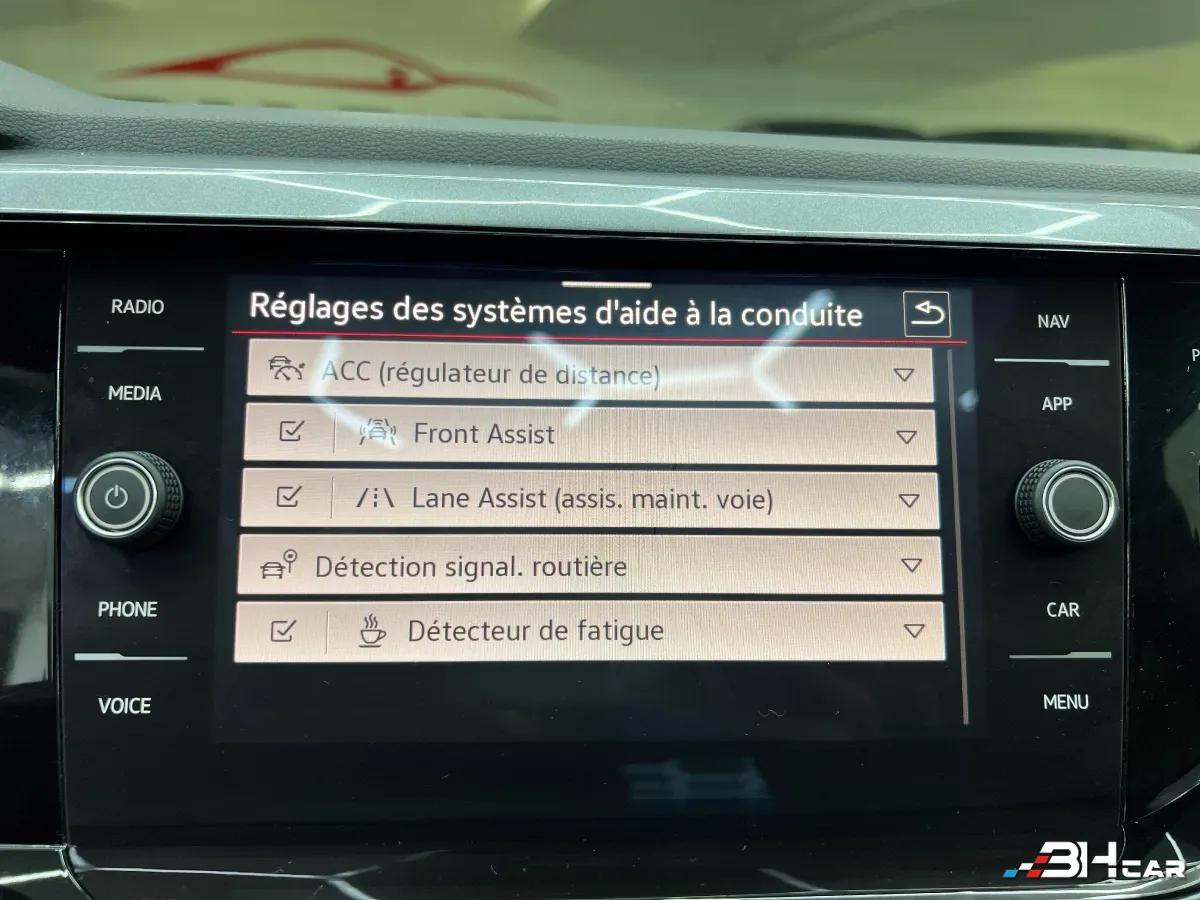 RADIO
MEDIA
PHONE
VOICE
Réglages des systèmes d'aide à la conduite
ACC (régulateur de distance)
Front Assist
Lane Assist (assis. maint. voie)
Détection signal. routière
Détecteur de fatigue
NAV
APP
CAR
MENU
P
3HCAR